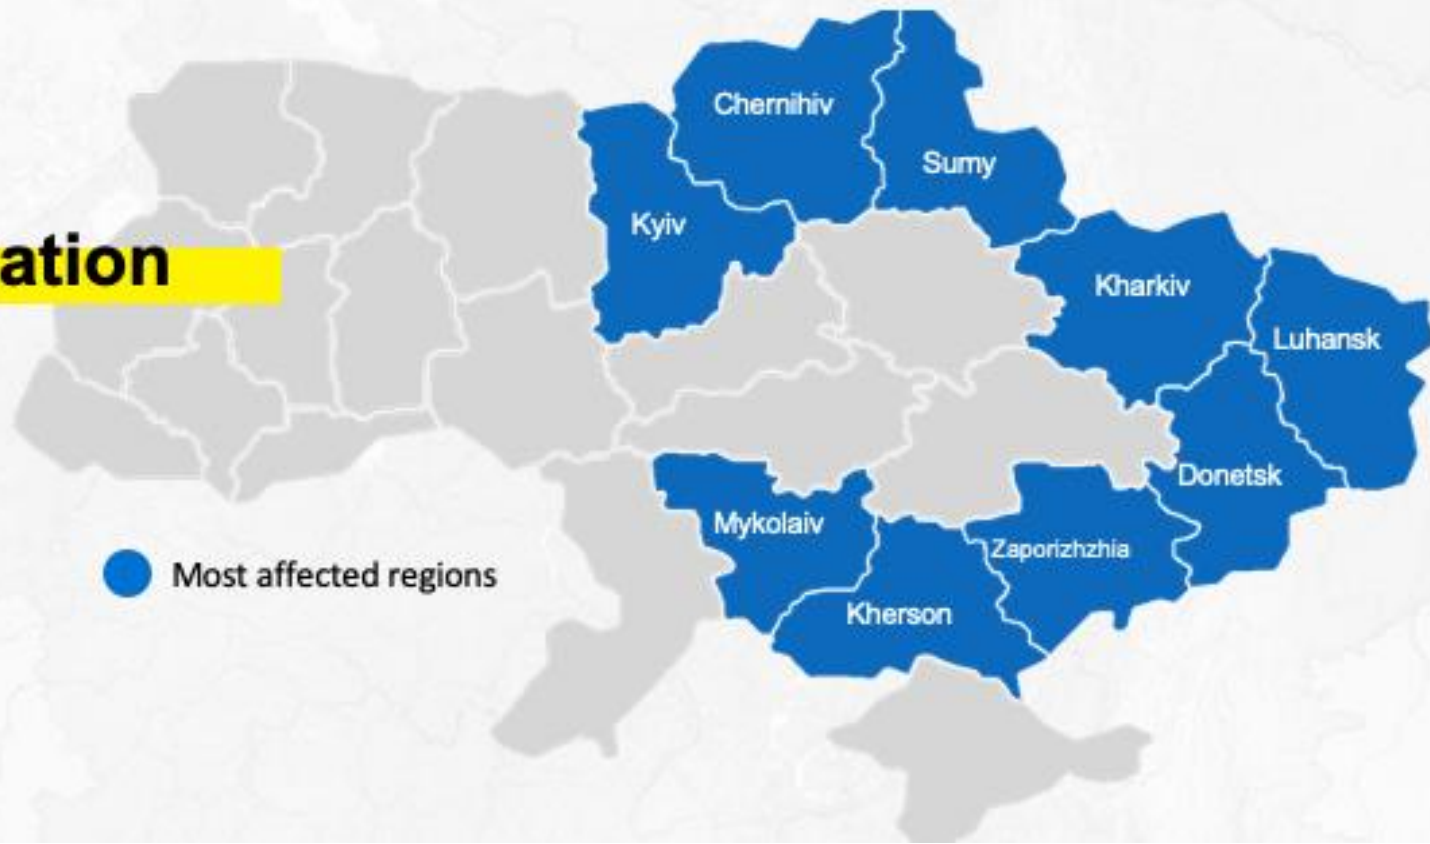 Chernihiv
Sumy
Kyiv
ation
Kharkiv
Luhansk
Donetsk
Mykolaiv
Zaporizhzhia
Most affected regions
Kherson